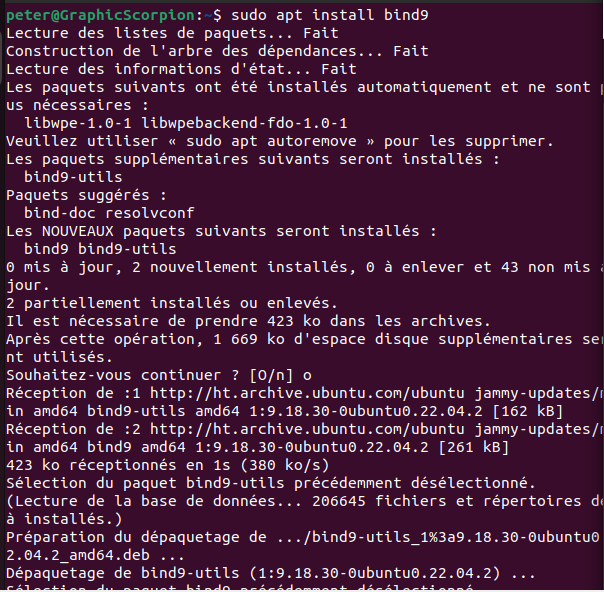 peter@GraphicScorpion:~$ sudo apt install bind9
Lecture des listes de paquets... Fait
Construction de l'arbre des dépendances... Fait
Lecture des informations d'état... Fait
Les paquets suivants ont été installés automatiquement et ne sont p
us nécessaires :
  libwpe-1.0-1 libwpebackend-fdo-1.0-1
Veuillez utiliser « sudo apt autoremove » pour les supprimer.
Les paquets supplémentaires suivants seront installés :
  bind9-utils
Paquets suggérés :
  bind-doc resolvconf
Les NOUVEAUX paquets suivants seront installés :
  bind9 bind9-utils
0 mis à jour, 2 nouvellement installés, 0 à enlever et 43 non mis à
jour.
2 partiellement installés ou enlevés.
Il est nécessaire de prendre 423 ko dans les archives.
Après cette opération, 1 669 ko d'espace disque supplémentaires ser
nt utilisés.
Souhaitez-vous continuer ? [O/n] o
Réception de :1 http://ht.archive.ubuntu.com/ubuntu jammy-updates/m
in amd64 bind9-utils amd64 1:9.18.30-0ubuntu0.22.04.2 [162 kB]
Réception de :2 http://ht.archive.ubuntu.com/ubuntu jammy-updates/m
in amd64 bind9 amd64 1:9.18.30-0ubuntu0.22.04.2 [261 kB]
423 ko réceptionnés en 1s (380 ko/s)
Sélection du paquet bind9-utils précédemment désélectionné.
(Lecture de la base de données... 206645 fichiers et répertoires dé
à installés.)
Préparation du dépaquetage de .../bind9-utils_1%3a9.18.30-0ubuntu0
2.04.2_amd64.deb ...
Dépaquetage de bind9-utils (1:9.18.30-0ubuntu0.22.04.2) ...
Sélection du paquet bind9 précédemment désélectionné.